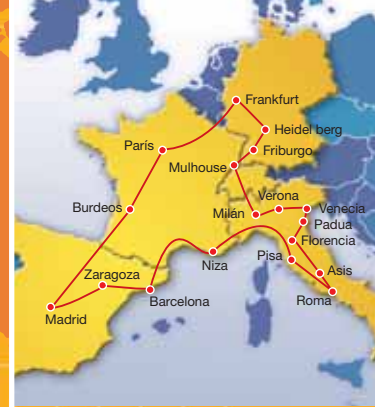 Frankfurt
Heidel berg
París
Friburgo
Mulhouse
Verona
Burdeos
Milán
Venecia
Padua
Florencia
Niza
Pisa
Zaragoza
Asis
Barcelona
Roma
Madrid